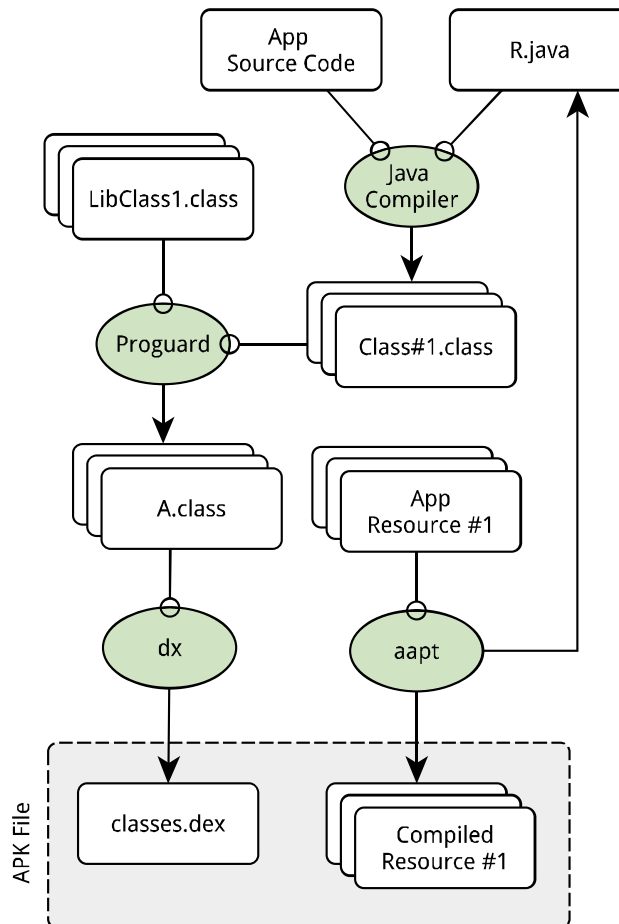 App
Source Code
R.java
Java
Compiler
LibClass1.class
Proguard
Class#1.class
A.class
App
Resource #1
dx
aapt
APK File
classes.dex
Compiled
Resource #1